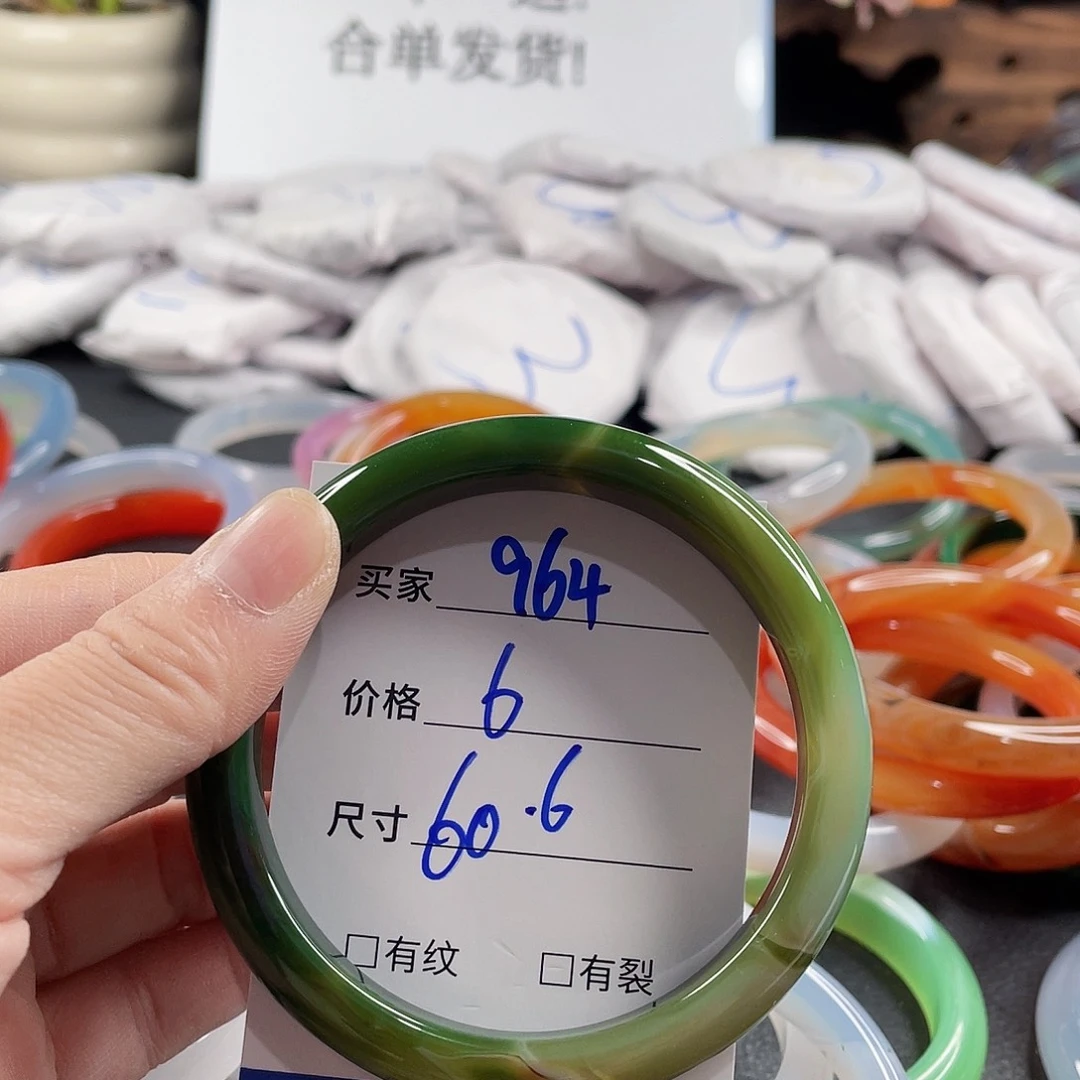 合单发货!
买家 964
价格 6
尺寸 60.6
□有纹 □有裂